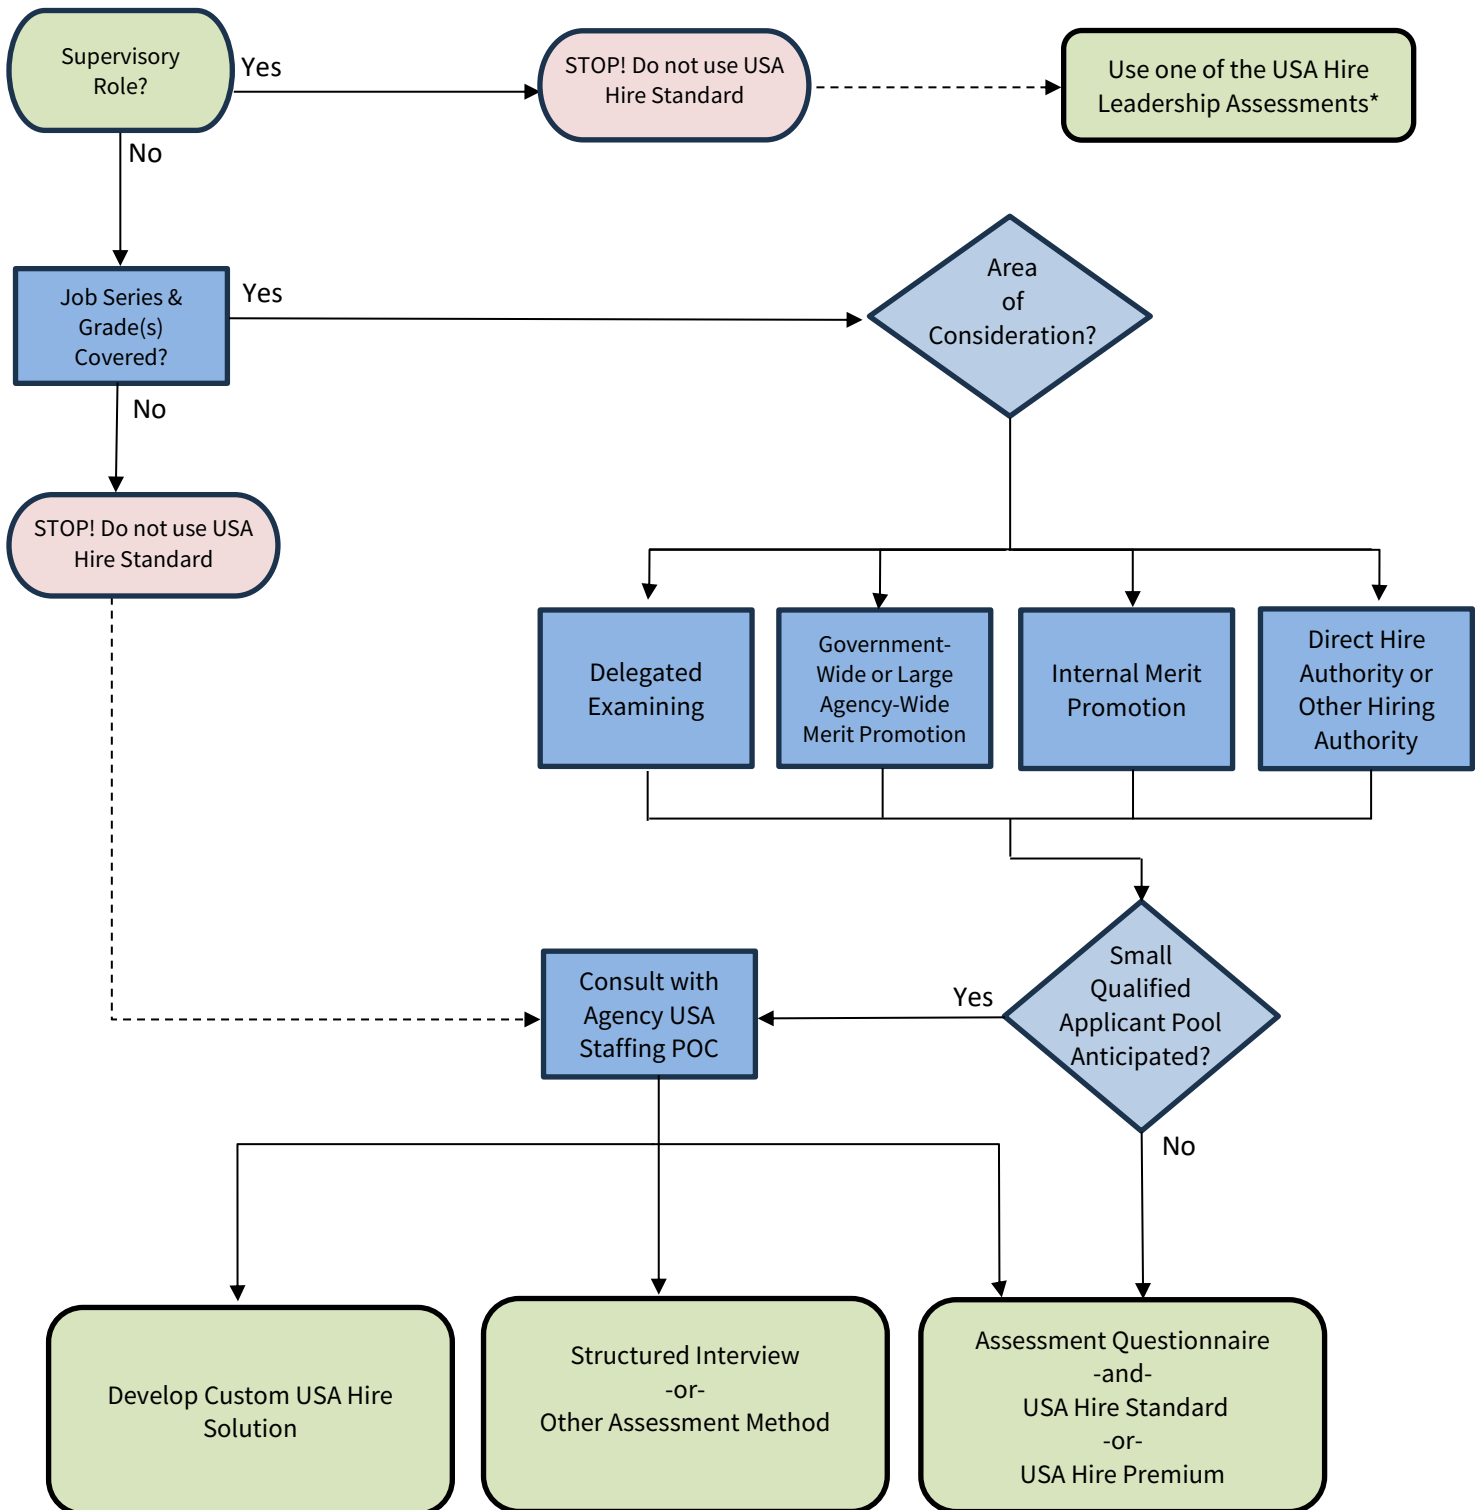 Supervisory
Role?
Yes
STOP! Do not use USA
Hire Standard
Use one of the USA Hire
Leadership Assessments*
No
Job Series &
Grade(s)
Covered?
Yes
Area
of
Consideration?
No
STOP! Do not use USA
Hire Standard
Delegated
Examining
Government-
Wide or Large
Agency-Wide
Merit Promotion
Internal Merit
Promotion
Direct Hire
Authority or
Other Hiring
Authority
Consult with
Agency USA
Staffing POC
Yes
Small
Qualified
Applicant Pool
Anticipated?
No
Develop Custom USA Hire
Solution
Structured Interview
-or-
Other Assessment Method
Assessment Questionnaire
-and-
USA Hire Standard
-or-
USA Hire Premium